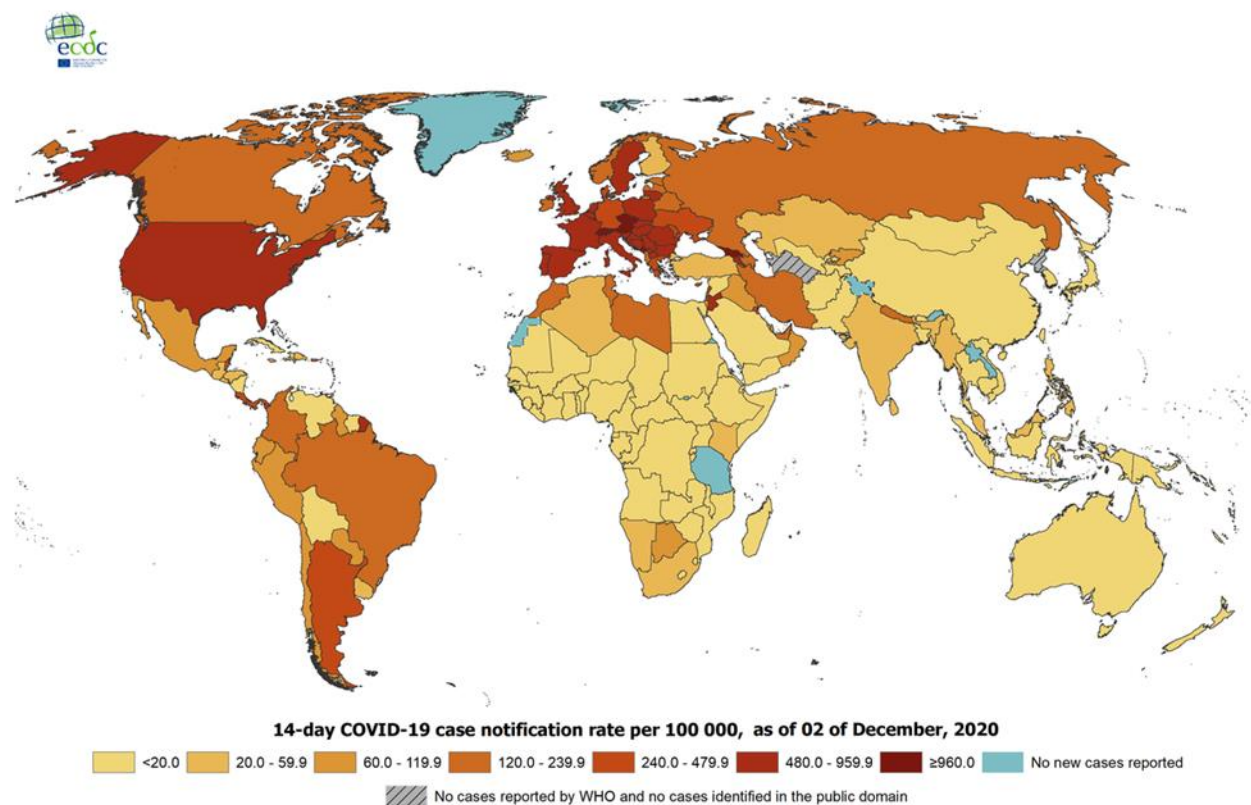 ecdc
14-day COVID-19 case notification rate per 100 000, as of 02 of December, 2020
<20.0 20.0 - 59.9 60.0 - 119.9 120.0 - 239.9 240.0 - 479.9 480.0 - 959.9 ≥960.0 No new cases reported
No cases reported by WHO and no cases identified in the public domain